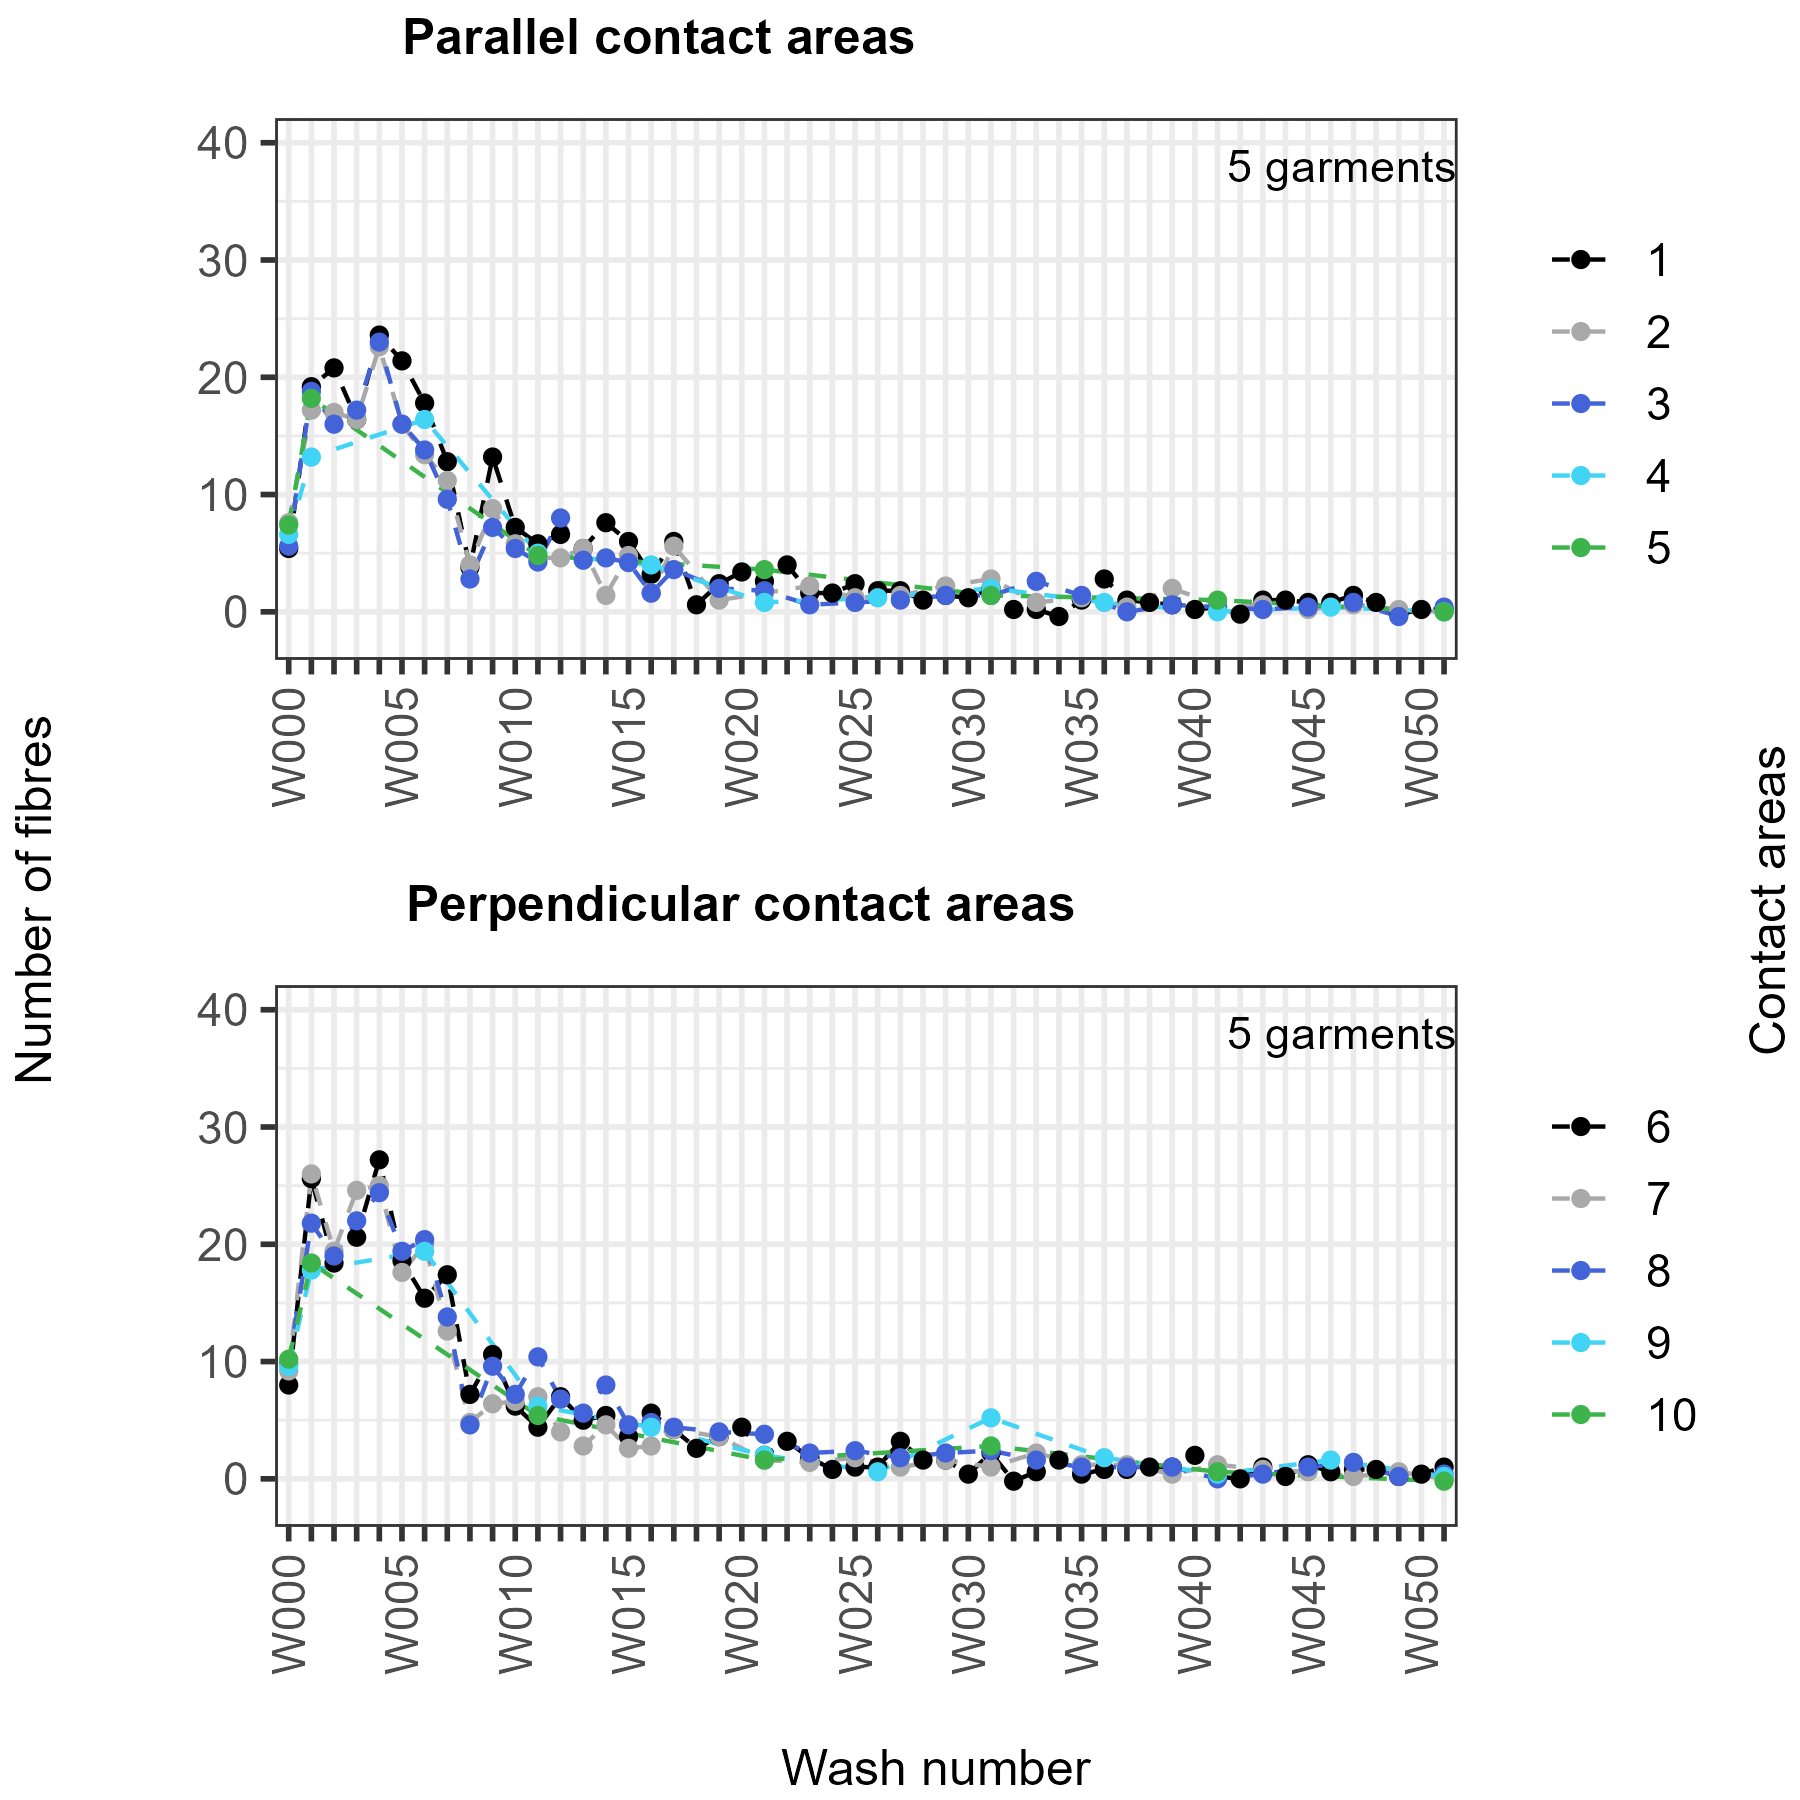 Parallel contact areas
5 garments
40
30
20
10
0
W000
W005
W010
W015
W020
W025
W030
W035
W040
W045
W050
1
2
3
4
5
Number of fibres
Contact areas
Perpendicular contact areas
5 garments
40
30
20
10
0
W000
W005
W010
W015
W020
W025
W030
W035
W040
W045
W050
6
7
8
9
10
Wash number